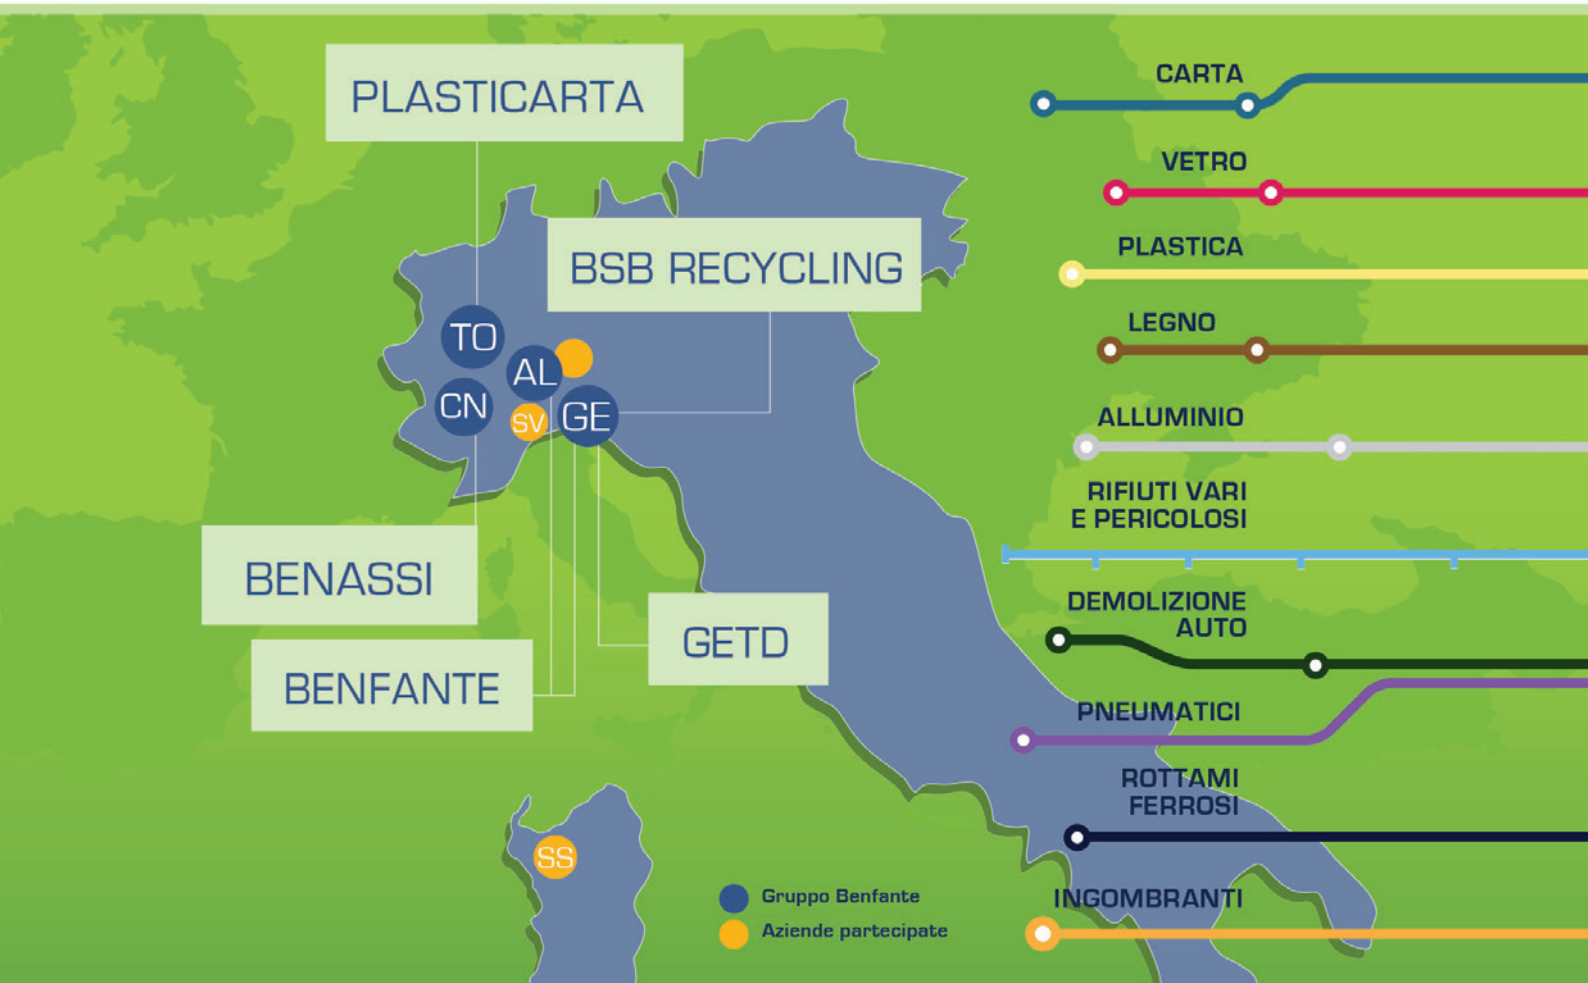 PLASTICARTA
BSB RECYCLING
TO
AL
CN
SV
GE
BENASSI
BENFANTE
GETD
SS
Gruppo Benfante
Aziende partecipate
CARTA
VETRO
PLASTICA
LEGNO
ALLUMINIO
RIFIUTI VARI
E PERICOLOSI
DEMOLIZIONE
AUTO
PNEUMATICI
ROTTAMI
FERROSI
INGOMBRANTI